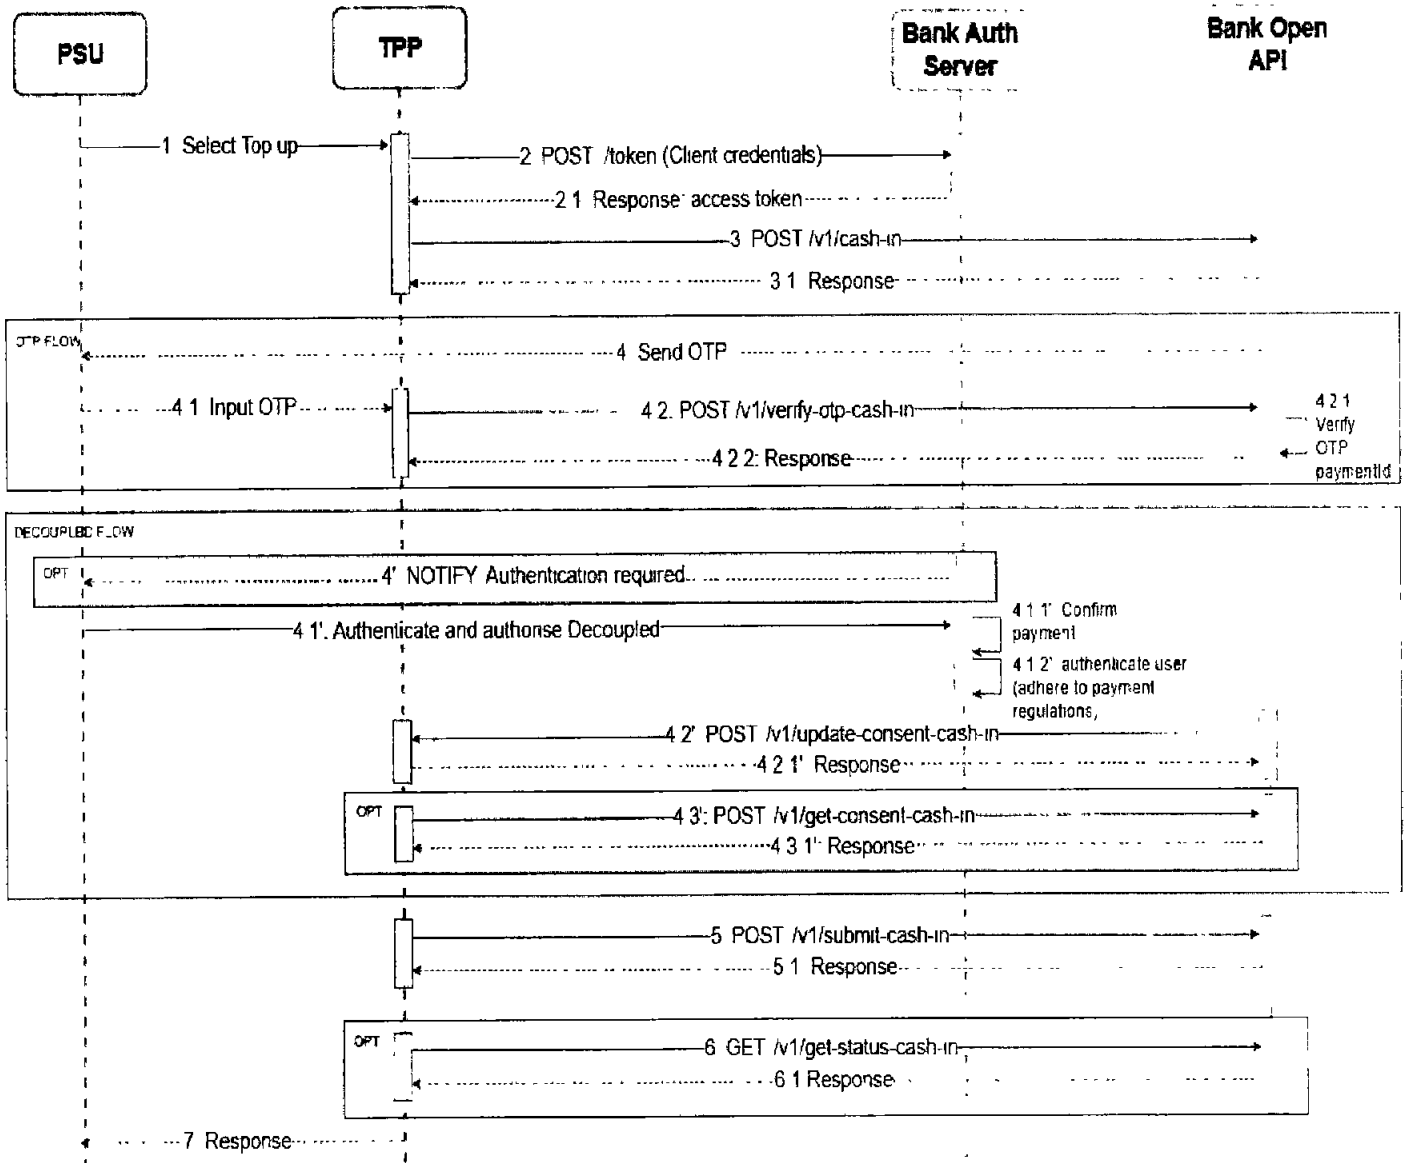 PSU
TPP
Bank Auth
Server
Bank Open
API
1 Select Top up
2 POST /token (Client credentials)
2 1 Response: access token
3 POST /v1/cash-in
3 1 Response
OTP FLOW
4 Send OTP
4 1 Input OTP
4 2. POST /v1/verify-otp-cash-in
4 2 1
Verify
OTP
paymentId
4 2 2: Response
DECOUPLED FLOW
OPT
4' NOTIFY Authentication required
4 1'. Authenticate and authorise Decoupled
4 1 1' Confirm
payment
4 1 2' authenticate user
(adhere to payment
regulations)
4 2' POST /v1/update-consent-cash-in
4 2 1' Response
OPT
4 3': POST /v1/get-consent-cash-in
4 3 1': Response
5 POST /v1/submit-cash-in
5 1 Response
OPT
6 GET /v1/get-status-cash-in
6 1 Response
7 Response